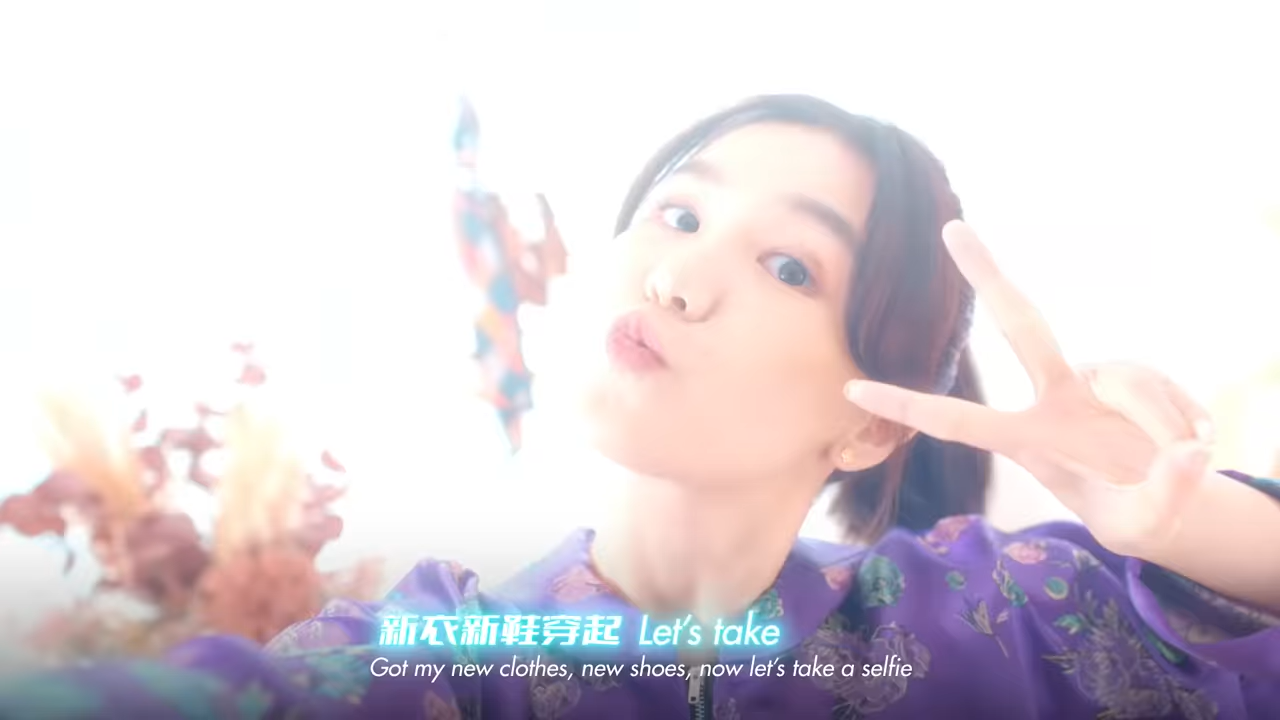 新衣新鞋穿起 Let's take
Got my new clothes, new shoes, now let's take a selfie